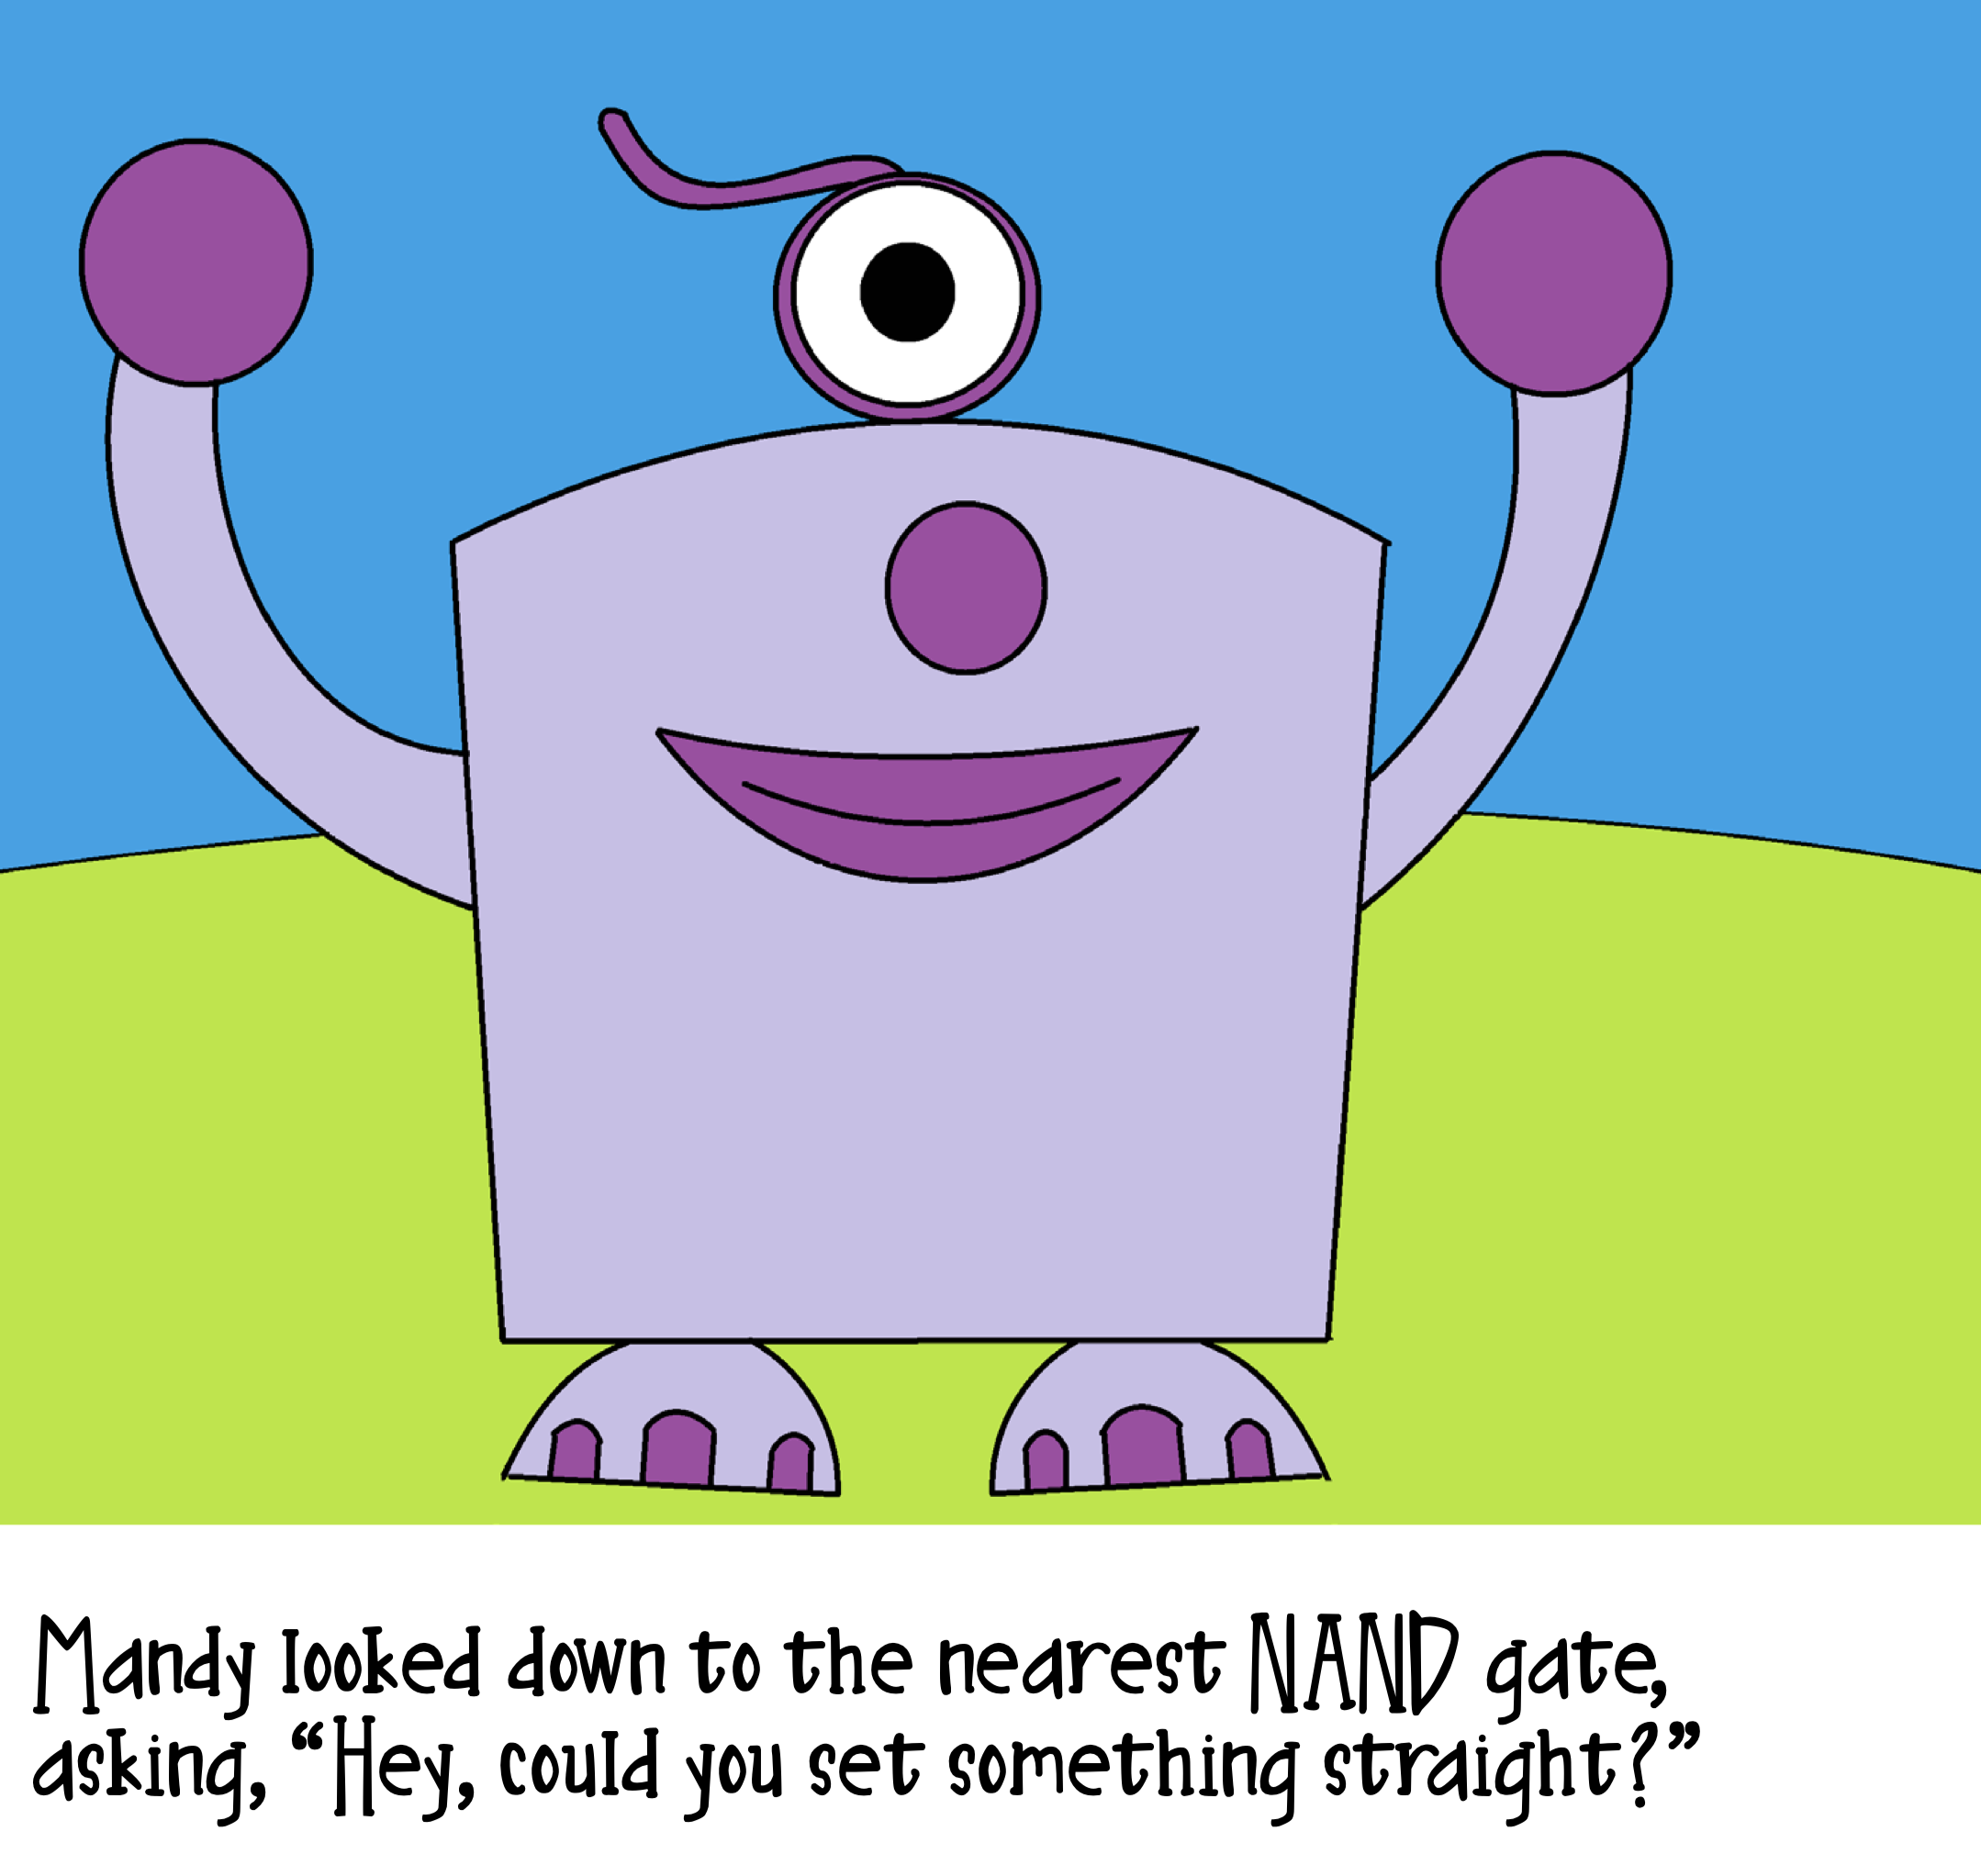 Mandy looked down to the nearest NAND gate,
asking, “Hey, could you set something straight?”